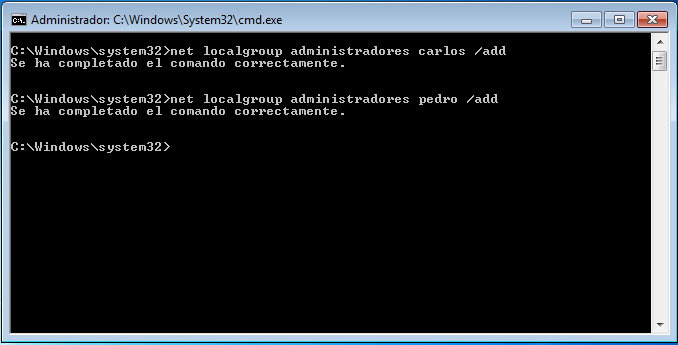 Administrador: C:\Windows\System32\cmd.exe
C:\Windows\system32>net localgroup administradores carlos /add
Se ha completado el comando correctamente.
C:\Windows\system32>net localgroup administradores pedro /add
Se ha completado el comando correctamente.
C:\Windows\system32>